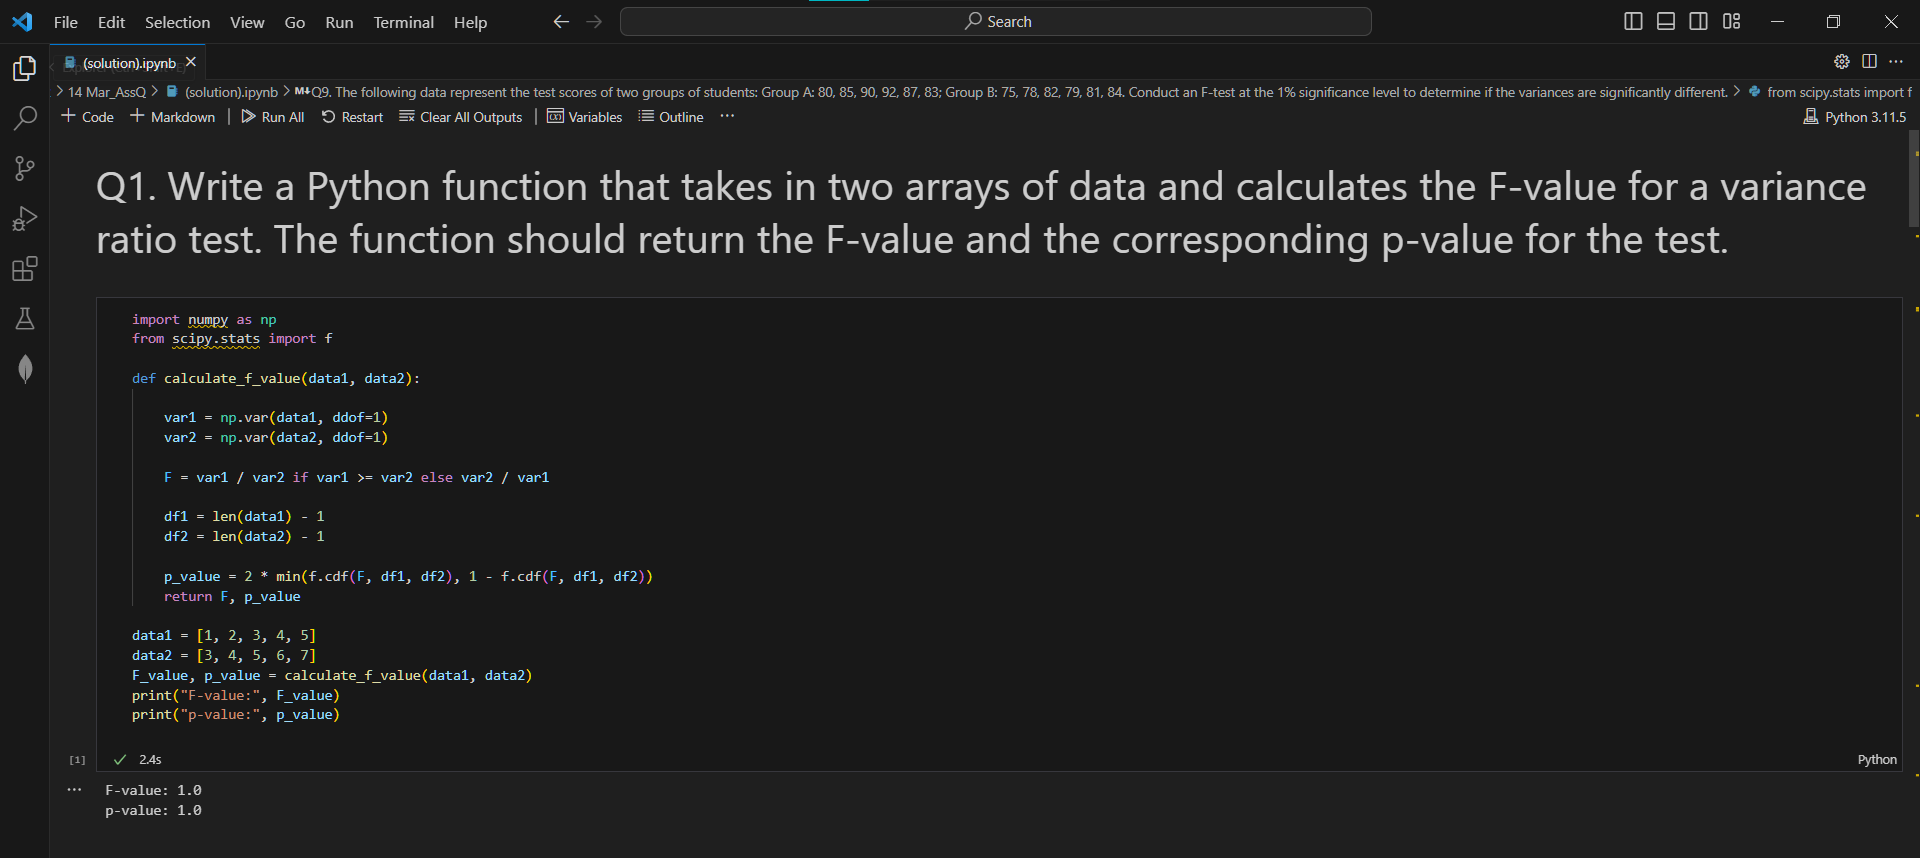 File Edit Selection View Go Run Terminal Help
Search
(solution).ipynb
14 Mar_AssQ > (solution).ipynb > M↓Q9. The following data represent the test scores of two groups of students: Group A: 80, 85, 90, 92, 87, 83; Group B: 75, 78, 82, 79, 81, 84. Conduct an F-test at the 1% significance level to determine if the variances are significantly different. > from scipy.stats import f
+ Code + Markdown | Run All Restart Clear All Outputs | Variables Outline ...
Python 3.11.5
Q1. Write a Python function that takes in two arrays of data and calculates the F-value for a variance
ratio test. The function should return the F-value and the corresponding p-value for the test.
import numpy as np
from scipy.stats import f
def calculate_f_value(data1, data2):
var1 = np.var(data1, ddof=1)
var2 = np.var(data2, ddof=1)
F = var1 / var2 if var1 >= var2 else var2 / var1
df1 = len(data1) - 1
df2 = len(data2) - 1
p_value = 2 * min(f.cdf(F, df1, df2), 1 - f.cdf(F, df1, df2))
return F, p_value
data1 = [1, 2, 3, 4, 5]
data2 = [3, 4, 5, 6, 7]
F_value, p_value = calculate_f_value(data1, data2)
print("F-value:", F_value)
print("p-value:", p_value)
[1] ✓ 2.4s
Python
... F-value: 1.0
p-value: 1.0